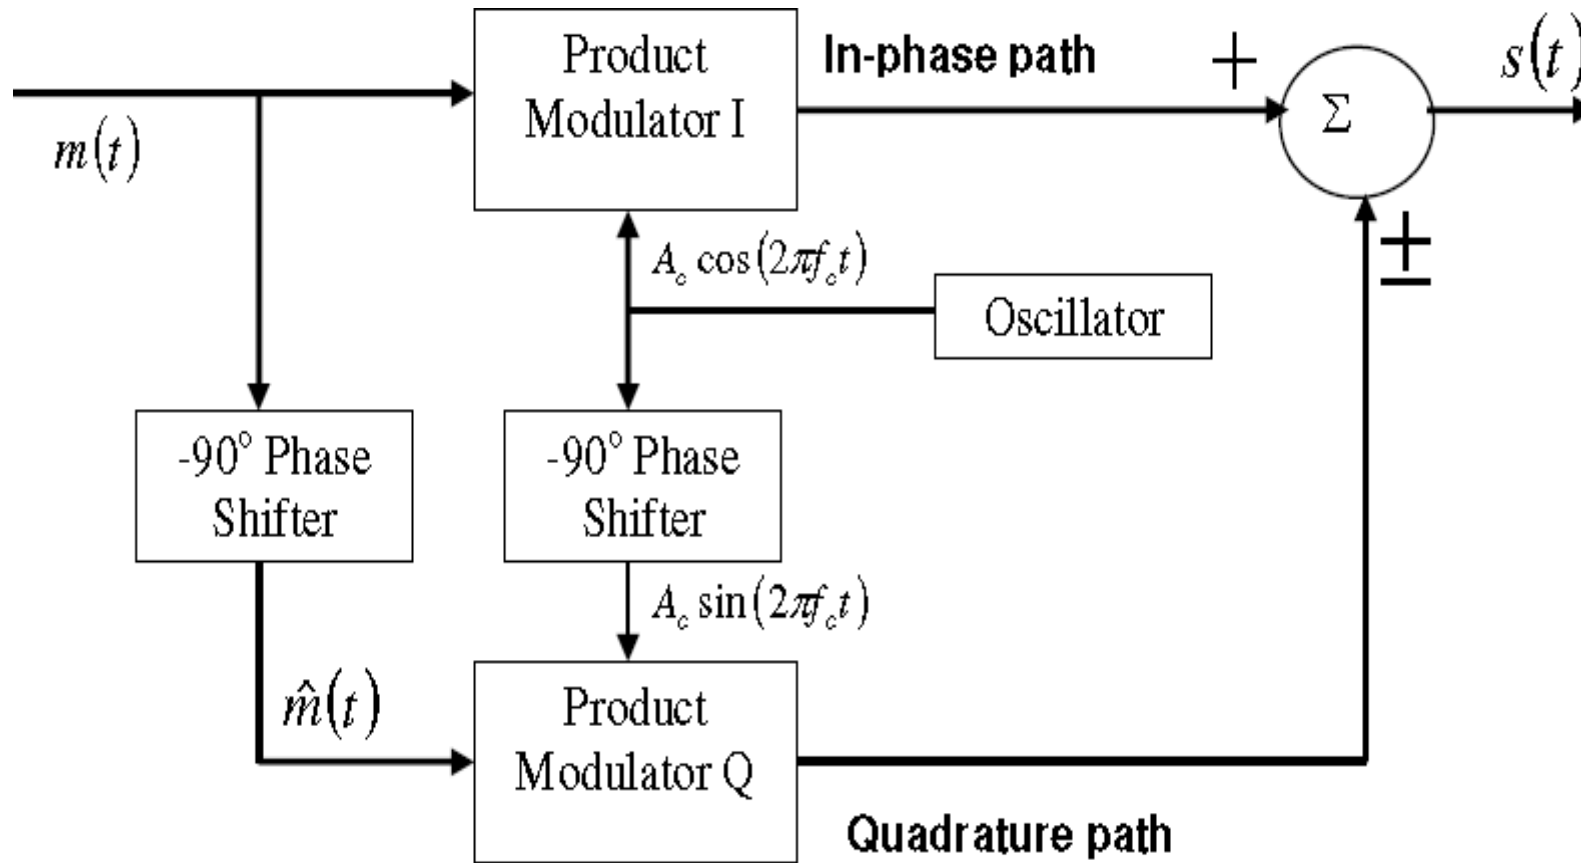 Product
Modulator I
In-phase path
+
s(t)
Σ
m(t)
±
A_c cos(2πf_c t)
Oscillator
-90° Phase
Shifter
-90° Phase
Shifter
A_c sin(2πf_c t)
m̂(t)
Product
Modulator Q
Quadrature path